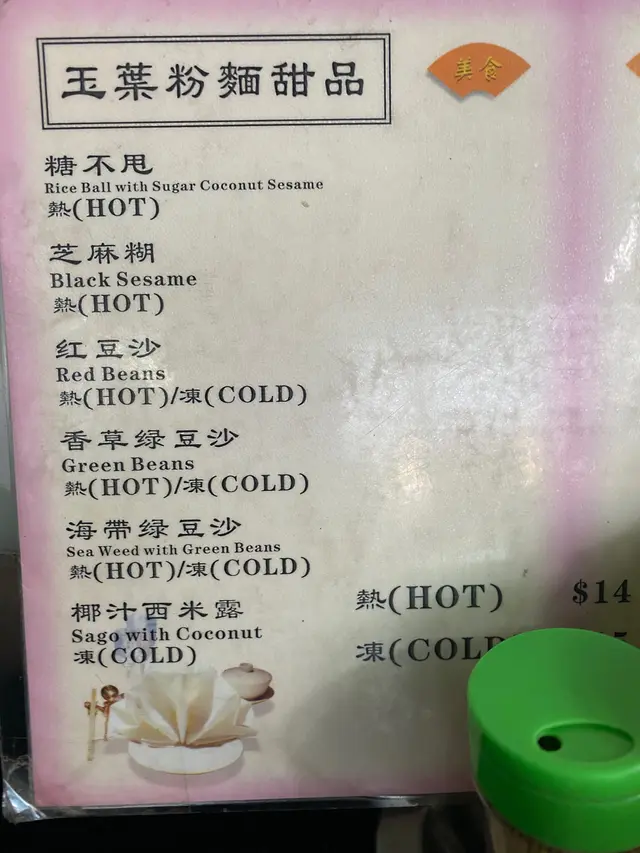 玉葉粉麵甜品
美食
糖不甩
Rice Ball with Sugar Coconut Sesame
熱(HOT)
芝麻糊
Black Sesame
熱(HOT)
红豆沙
Red Beans
熱(HOT)/凍(COLD)
香草绿豆沙
Green Beans
熱(HOT)/凍(COLD)
海帶绿豆沙
Sea Weed with Green Beans
熱(HOT)/凍(COLD)
椰汁西米露
Sago with Coconut
凍(COLD)
熱(HOT) $14
凍(COLD